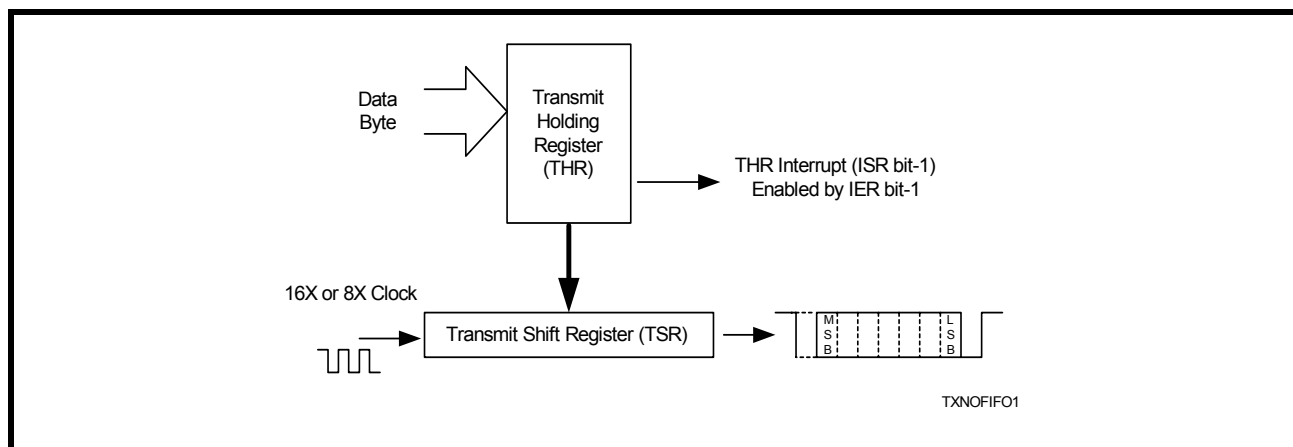 Data
Byte
Transmit
Holding
Register
(THR)
THR Interrupt (ISR bit-1)
Enabled by IER bit-1
16X or 8X Clock
Transmit Shift Register (TSR)
M
S
B
L
S
B
TXNOFIFO1